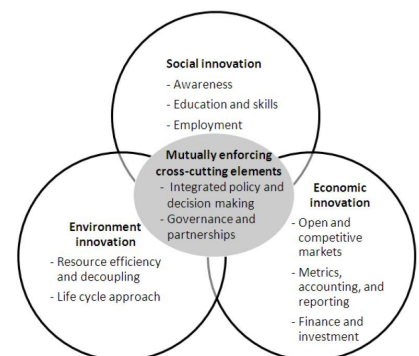 Social innovation
- Awareness
- Education and skills
- Employment
Mutually enforcing
cross-cutting elements
- Integrated policy and
decision making
- Governance and
partnerships
Environment
innovation
- Resource efficiency
and decoupling
- Life cycle approach
Economic
innovation
- Open and
competitive
markets
- Metrics,
accounting, and
reporting
- Finance and
investment